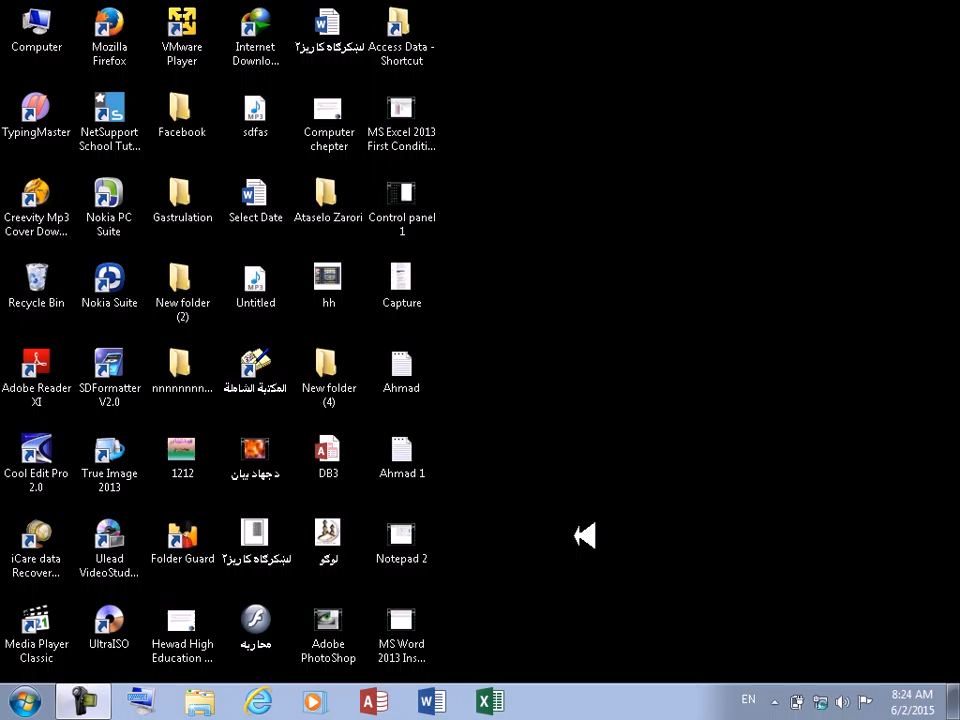 Computer
Mozilla
Firefox
VMware
Player
Internet
Downlo...
لښکرګاه کاریز۲
Access Data -
Shortcut
TypingMaster
NetSupport
School Tut...
Facebook
MP3
sdfas
Computer
chepter
MS Excel 2013
First Conditi...
Creevity Mp3
Cover Dow...
Nokia PC
Suite
Gastrulation
Select Date
Ataselo Zarori
Control panel
1
Recycle Bin
Nokia Suite
New folder
(2)
MP3
Untitled
hh
Capture
Adobe Reader
XI
SDFormatter
V2.0
nnnnnnnn...
المكتبة الشاملة
New folder
(4)
Ahmad
Cool Edit Pro
2.0
True Image
2013
1212
د جهاد بیان
DB3
Ahmad 1
iCare data
Recover...
Ulead
VideoStud...
Folder Guard
لښکرګاه کاریز۲
لوګو
Notepad 2
Media Player
Classic
UltraISO
Hewad High
Education ...
محاربه
Adobe
PhotoShop
MS Word
2013 Ins...
EN
8:24 AM
6/2/2015